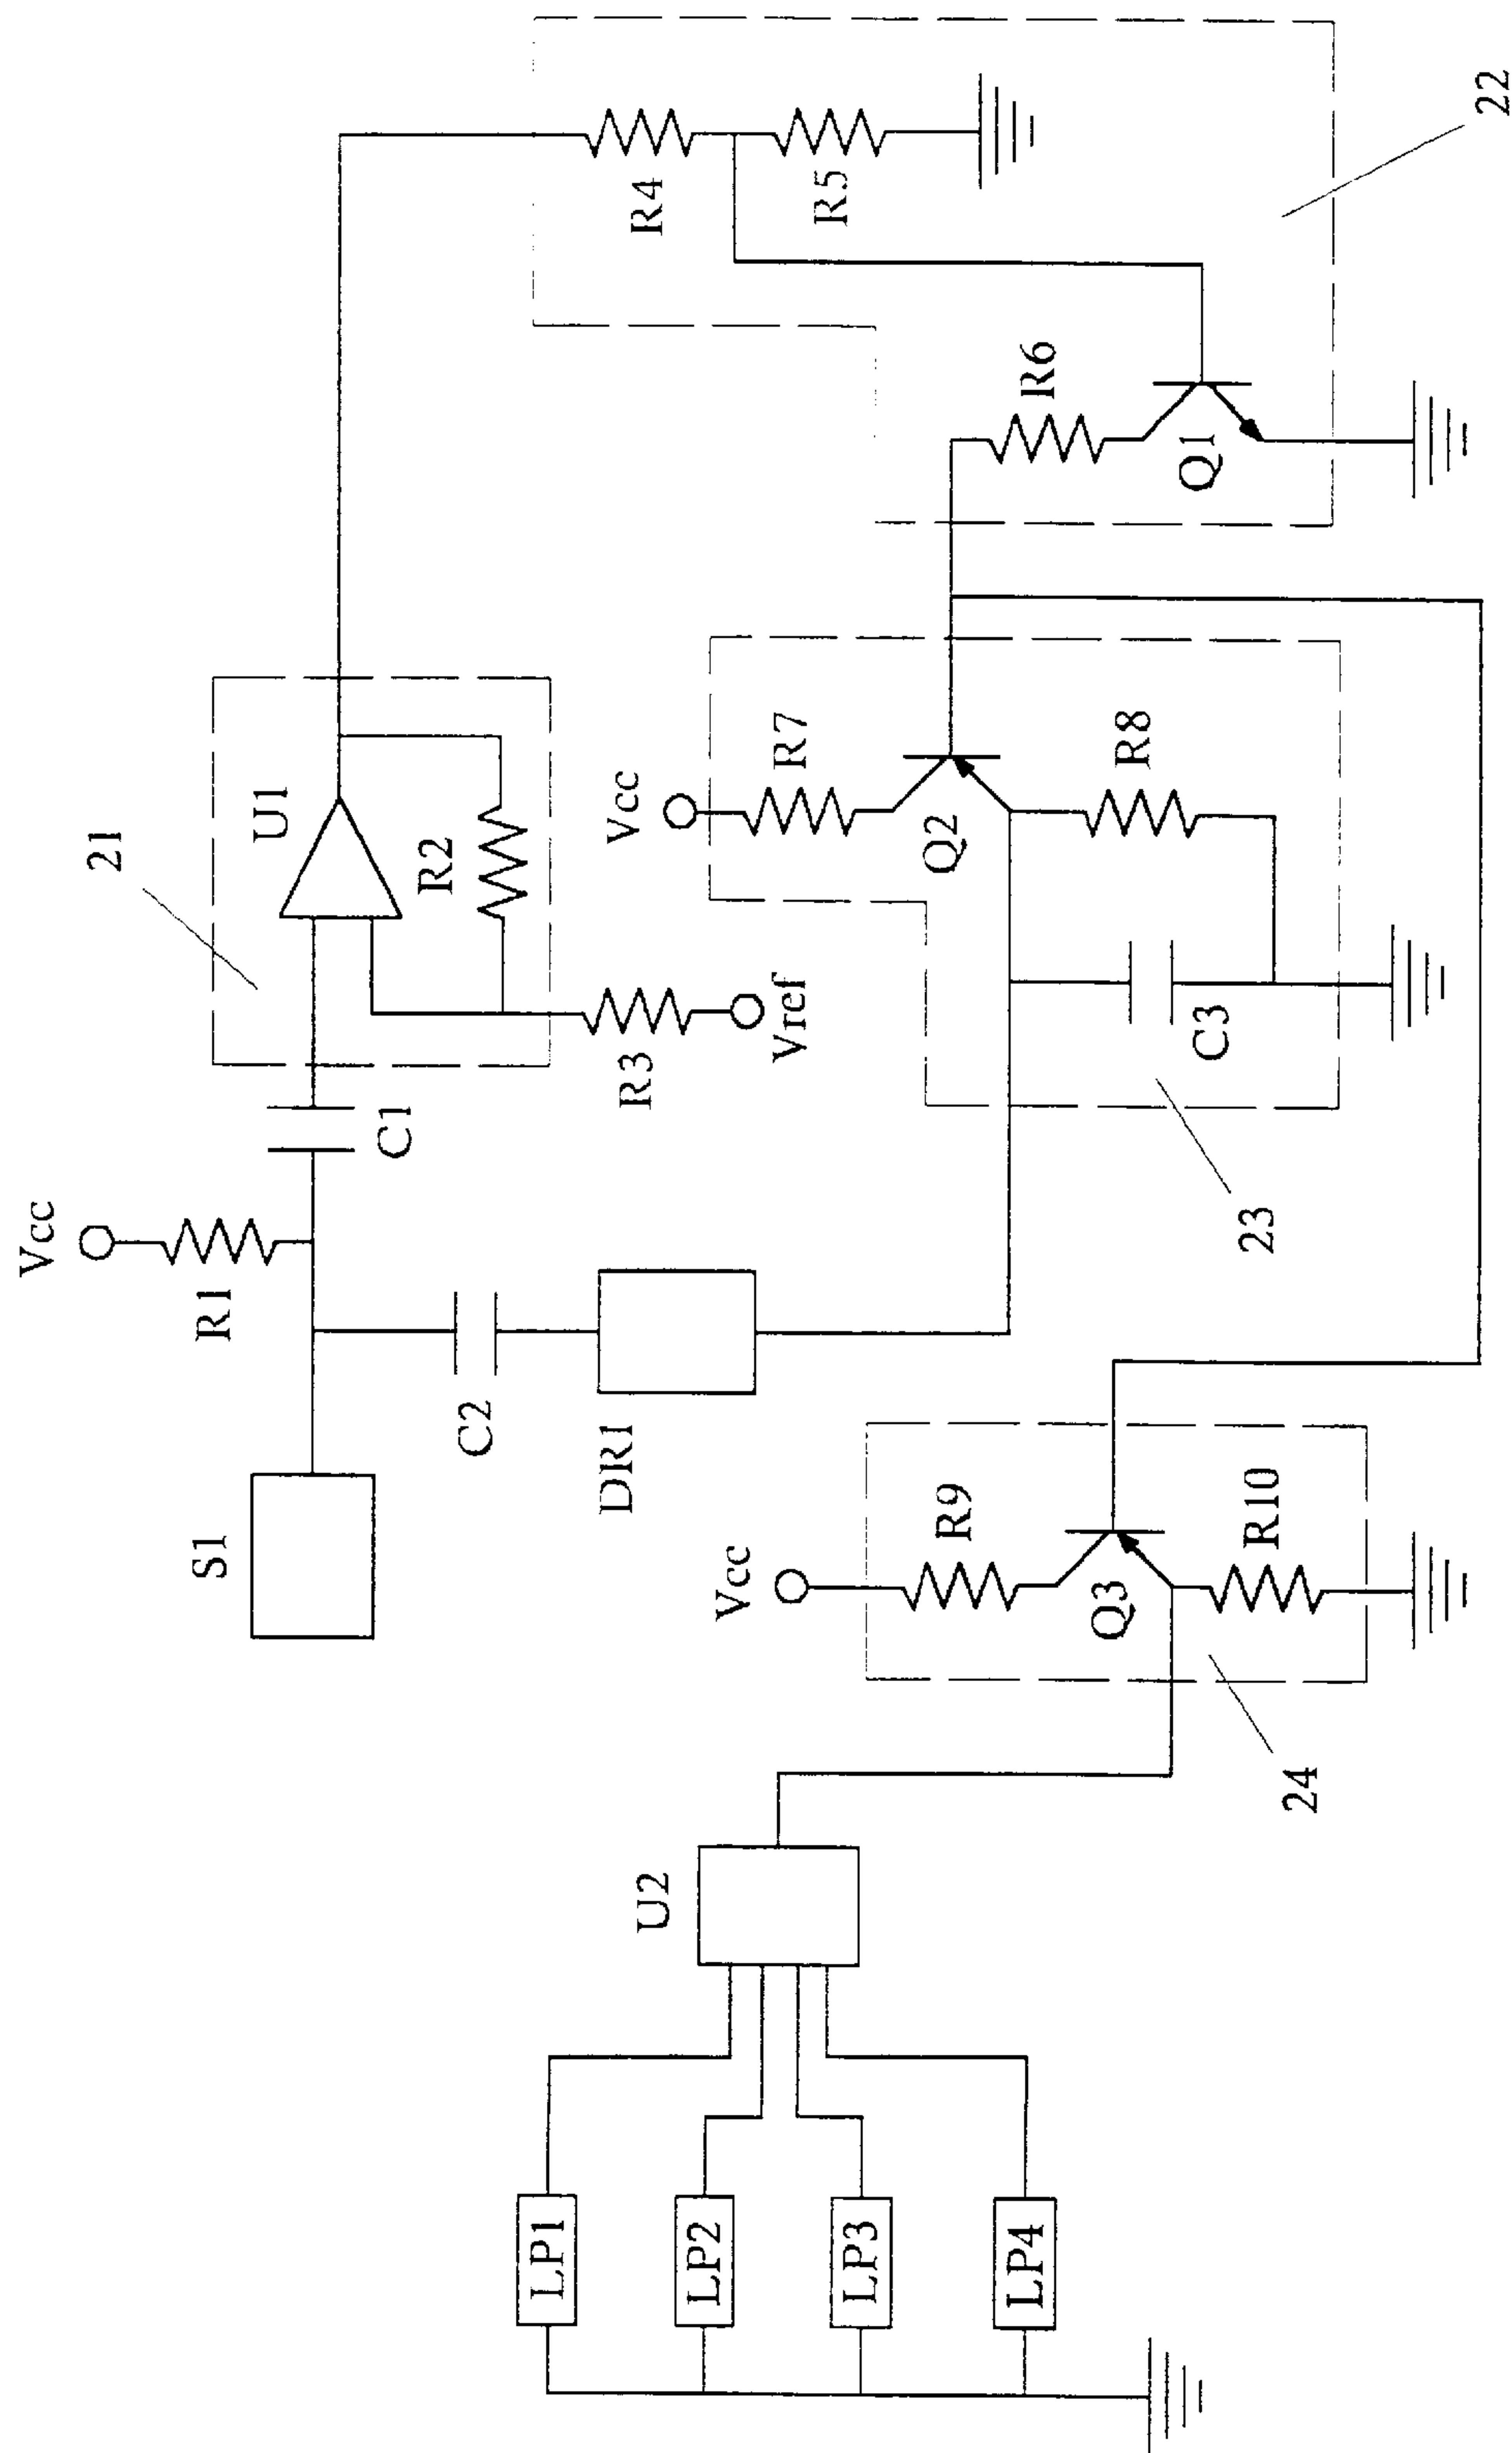 Vcc
R1
S1
C1
C2
DR1
21
U1
R2
R3
Vref
R4
R5
22
R6
Q1
Vcc
R7
Q2
R8
C3
23
Vcc
R9
Q3
R10
24
U2
LP1
LP2
LP3
LP4